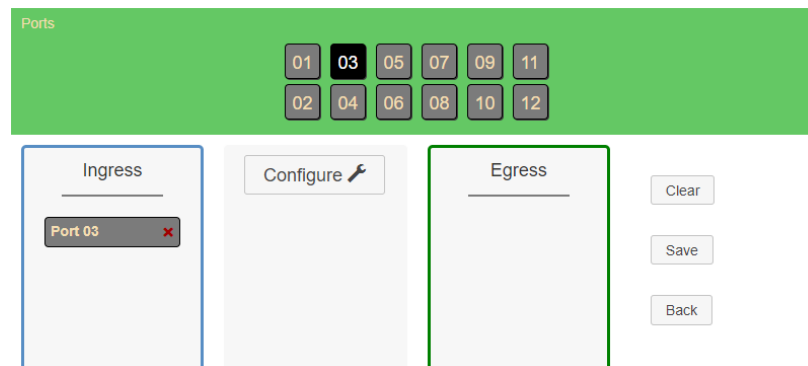 Ports
01 03 05 07 09 11
02 04 06 08 10 12
Ingress
Configure
Egress
Port 03
Clear
Save
Back